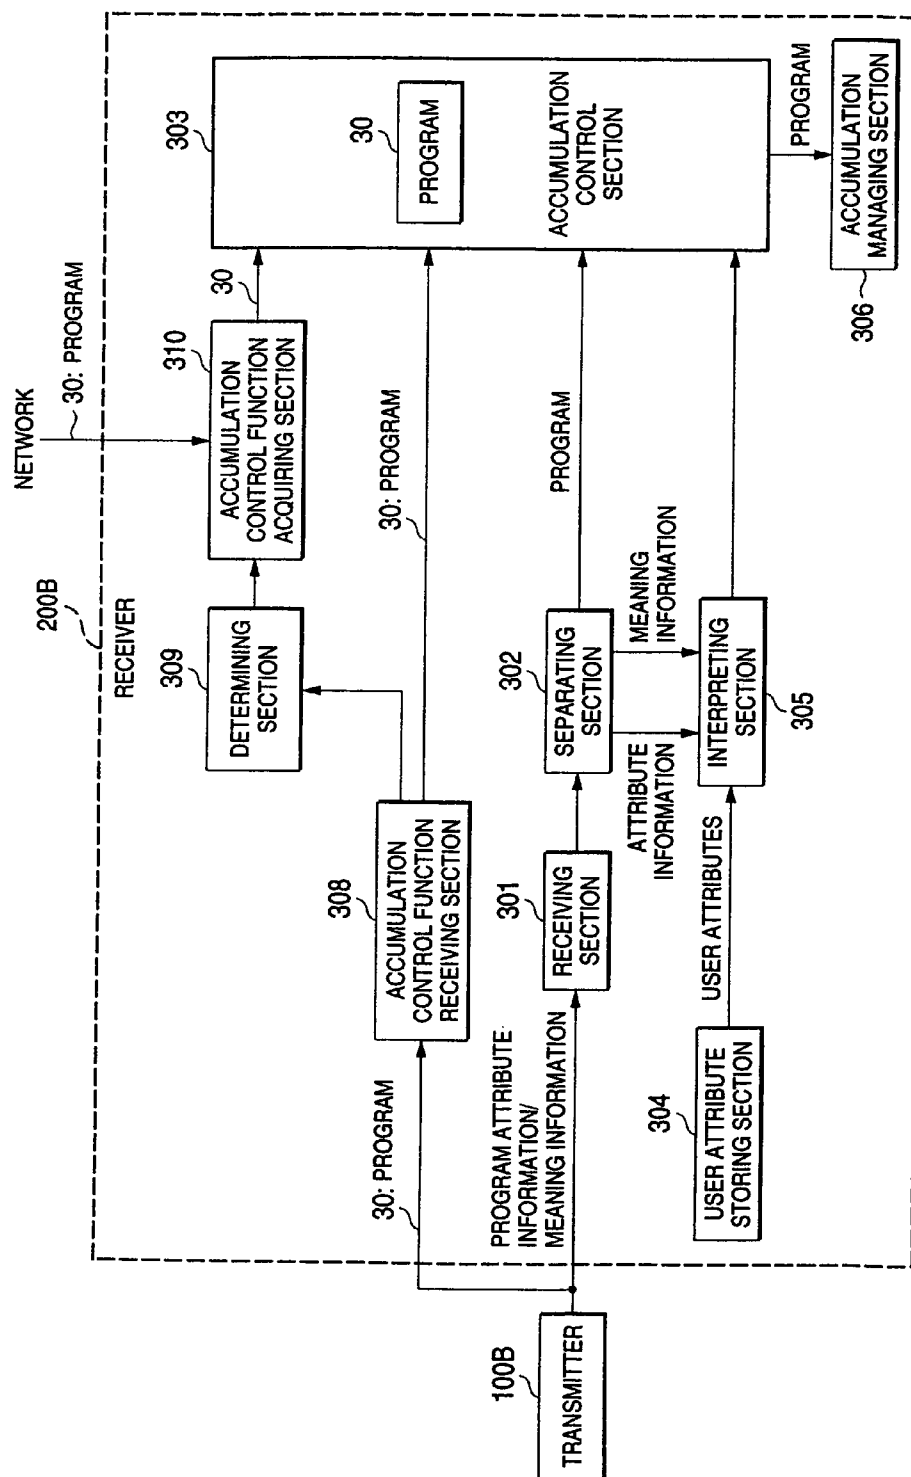 NETWORK
30: PROGRAM
200B
RECEIVER
309
DETERMINING
SECTION
310
ACCUMULATION
CONTROL FUNCTION
ACQUIRING SECTION
30
303
30
PROGRAM
ACCUMULATION
CONTROL
SECTION
308
ACCUMULATION
CONTROL FUNCTION
RECEIVING SECTION
30: PROGRAM
30: PROGRAM
100B
TRANSMITTER
PROGRAM ATTRIBUTE
INFORMATION/
MEANING INFORMATION
301
RECEIVING
SECTION
302
SEPARATING
SECTION
PROGRAM
ATTRIBUTE
INFORMATION
MEANING
INFORMATION
304
USER ATTRIBUTE
STORING SECTION
USER ATTRIBUTES
INTERPRETING
SECTION
305
PROGRAM
ACCUMULATION
MANAGING SECTION
306